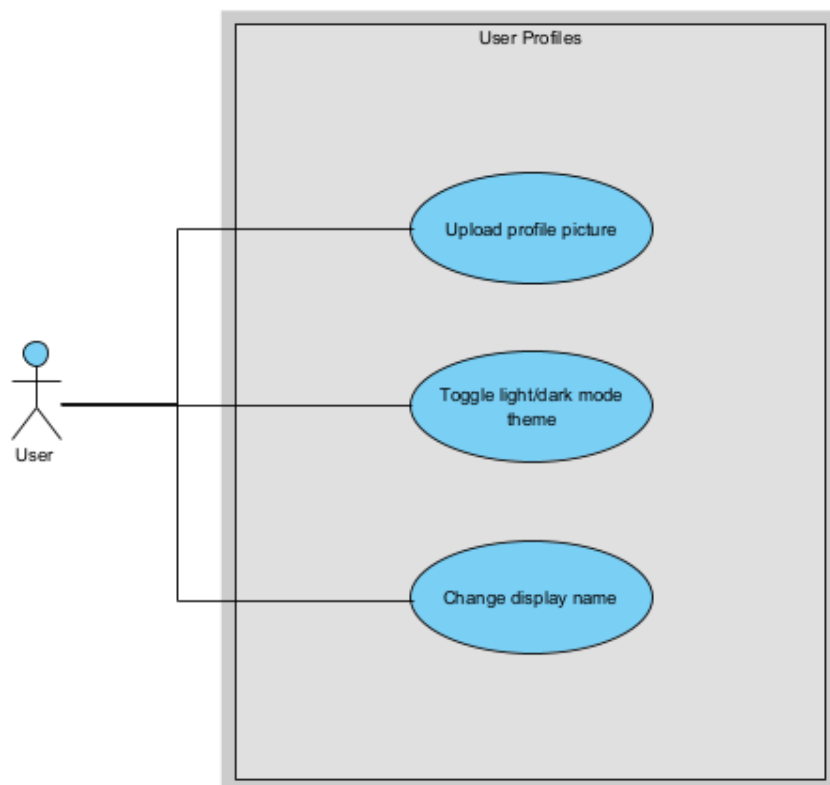 User Profiles
Upload profile picture
Toggle light/dark mode
theme
User
Change display name